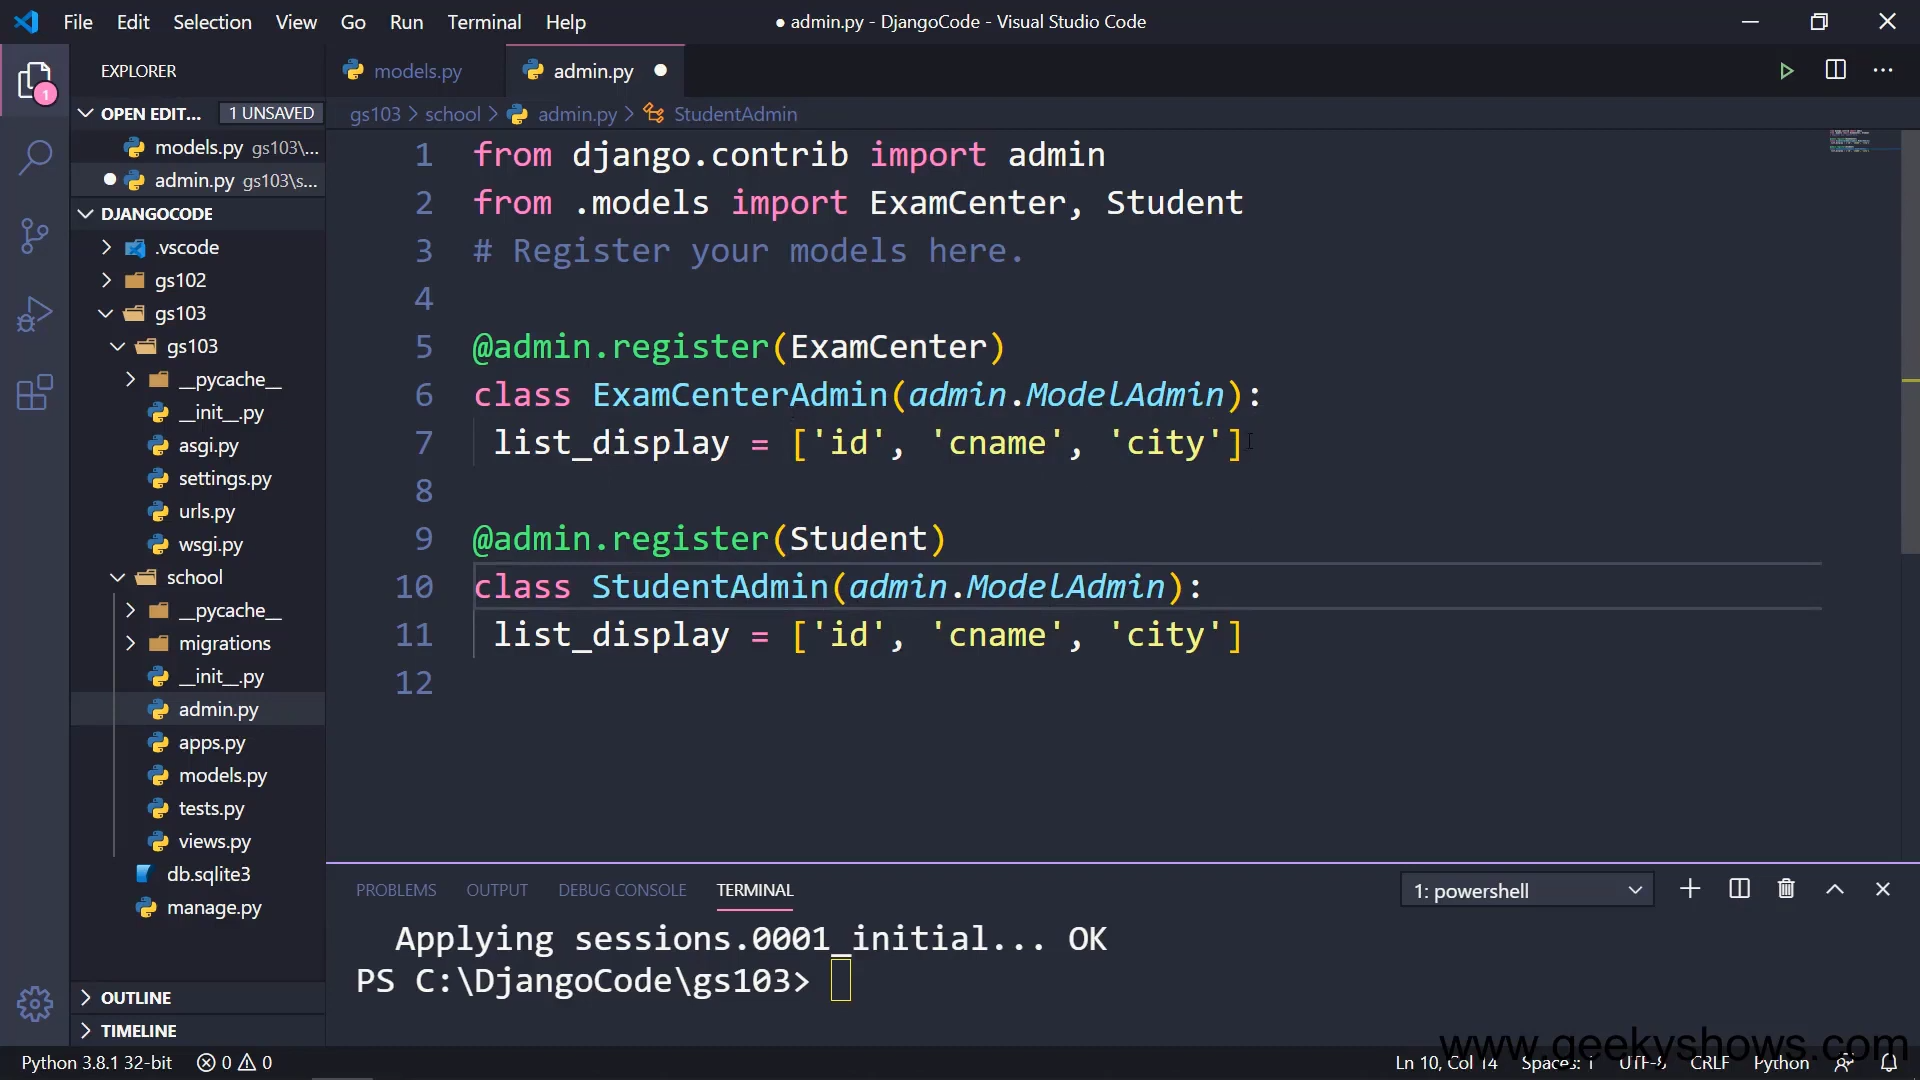 File Edit Selection View Go Run Terminal Help ● admin.py - DjangoCode - Visual Studio Code
EXPLORER
1
OPEN EDIT... 1 UNSAVED
models.py gs103\...
admin.py gs103\s...
DJANGOCODE
.vscode
gs102
gs103
gs103
__pycache__
__init__.py
asgi.py
settings.py
urls.py
wsgi.py
school
__pycache__
migrations
__init__.py
admin.py
apps.py
models.py
tests.py
views.py
db.sqlite3
manage.py
OUTLINE
TIMELINE
models.py admin.py
gs103 > school > admin.py > StudentAdmin
1 from django.contrib import admin
2 from .models import ExamCenter, Student
3 # Register your models here.
4
5 @admin.register(ExamCenter)
6 class ExamCenterAdmin(admin.ModelAdmin):
7 list_display = ['id', 'cname', 'city']
8
9 @admin.register(Student)
10 class StudentAdmin(admin.ModelAdmin):
11 list_display = ['id', 'cname', 'city']
12
PROBLEMS OUTPUT DEBUG CONSOLE TERMINAL 1: powershell
Applying sessions.0001_initial... OK
PS C:\DjangoCode\gs103>
www.geekyshows.com
Python 3.8.1 32-bit 0 0 Ln 10, Col 14 Spaces: 1 UTF-8 CRLF Python